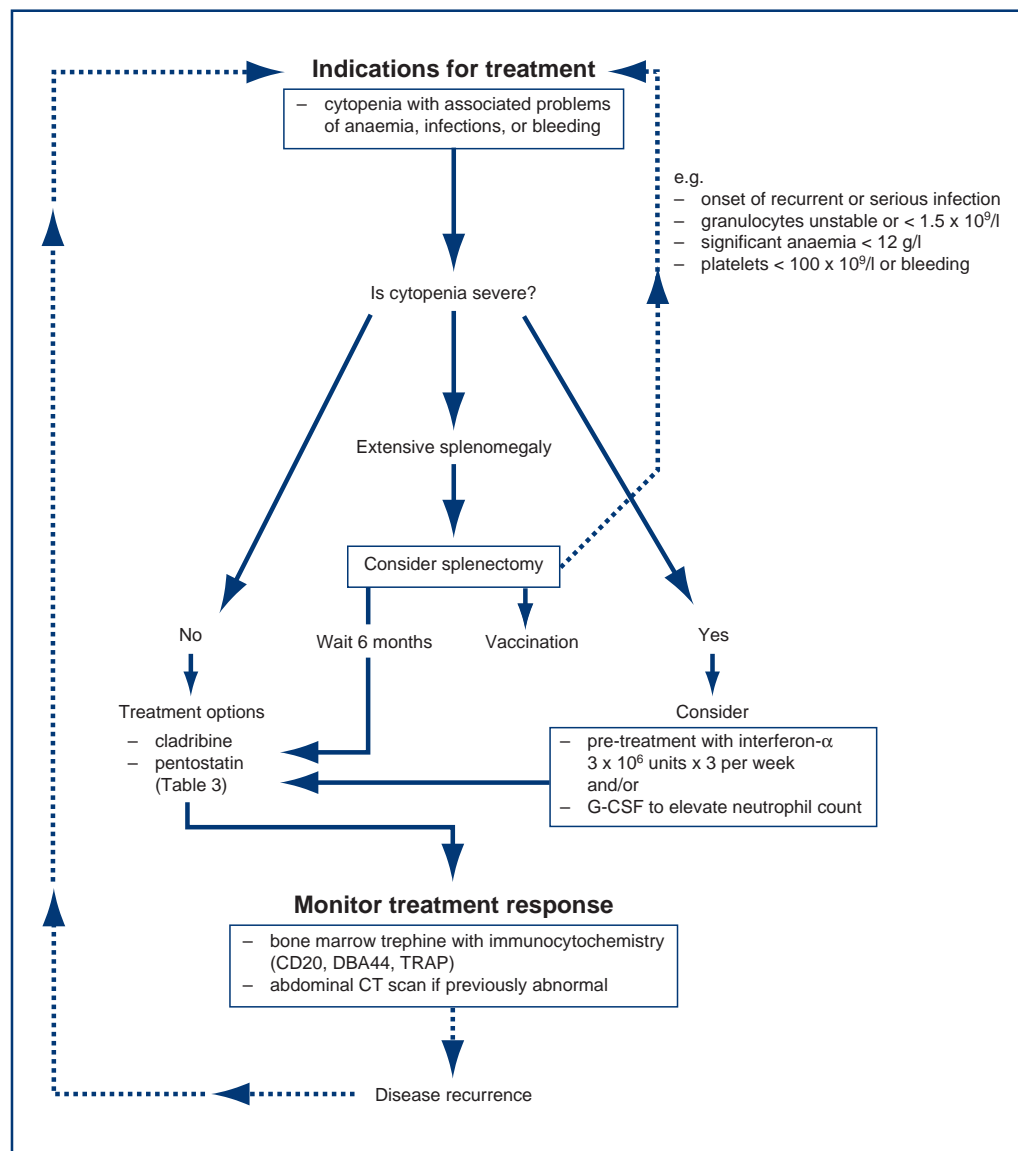 Indications for treatment
– cytopenia with associated problems
of anaemia, infections, or bleeding
e.g.
– onset of recurrent or serious infection
– granulocytes unstable or < 1.5 x 10⁹/l
– significant anaemia < 12 g/l
– platelets < 100 x 10⁹/l or bleeding
Is cytopenia severe?
Extensive splenomegaly
Consider splenectomy
No
Wait 6 months
Vaccination
Yes
Treatment options
– cladribine
– pentostatin
(Table 3)
Consider
– pre-treatment with interferon-α
3 x 10⁶ units x 3 per week
and/or
– G-CSF to elevate neutrophil count
Monitor treatment response
– bone marrow trephine with immunocytochemistry
(CD20, DBA44, TRAP)
– abdominal CT scan if previously abnormal
Disease recurrence